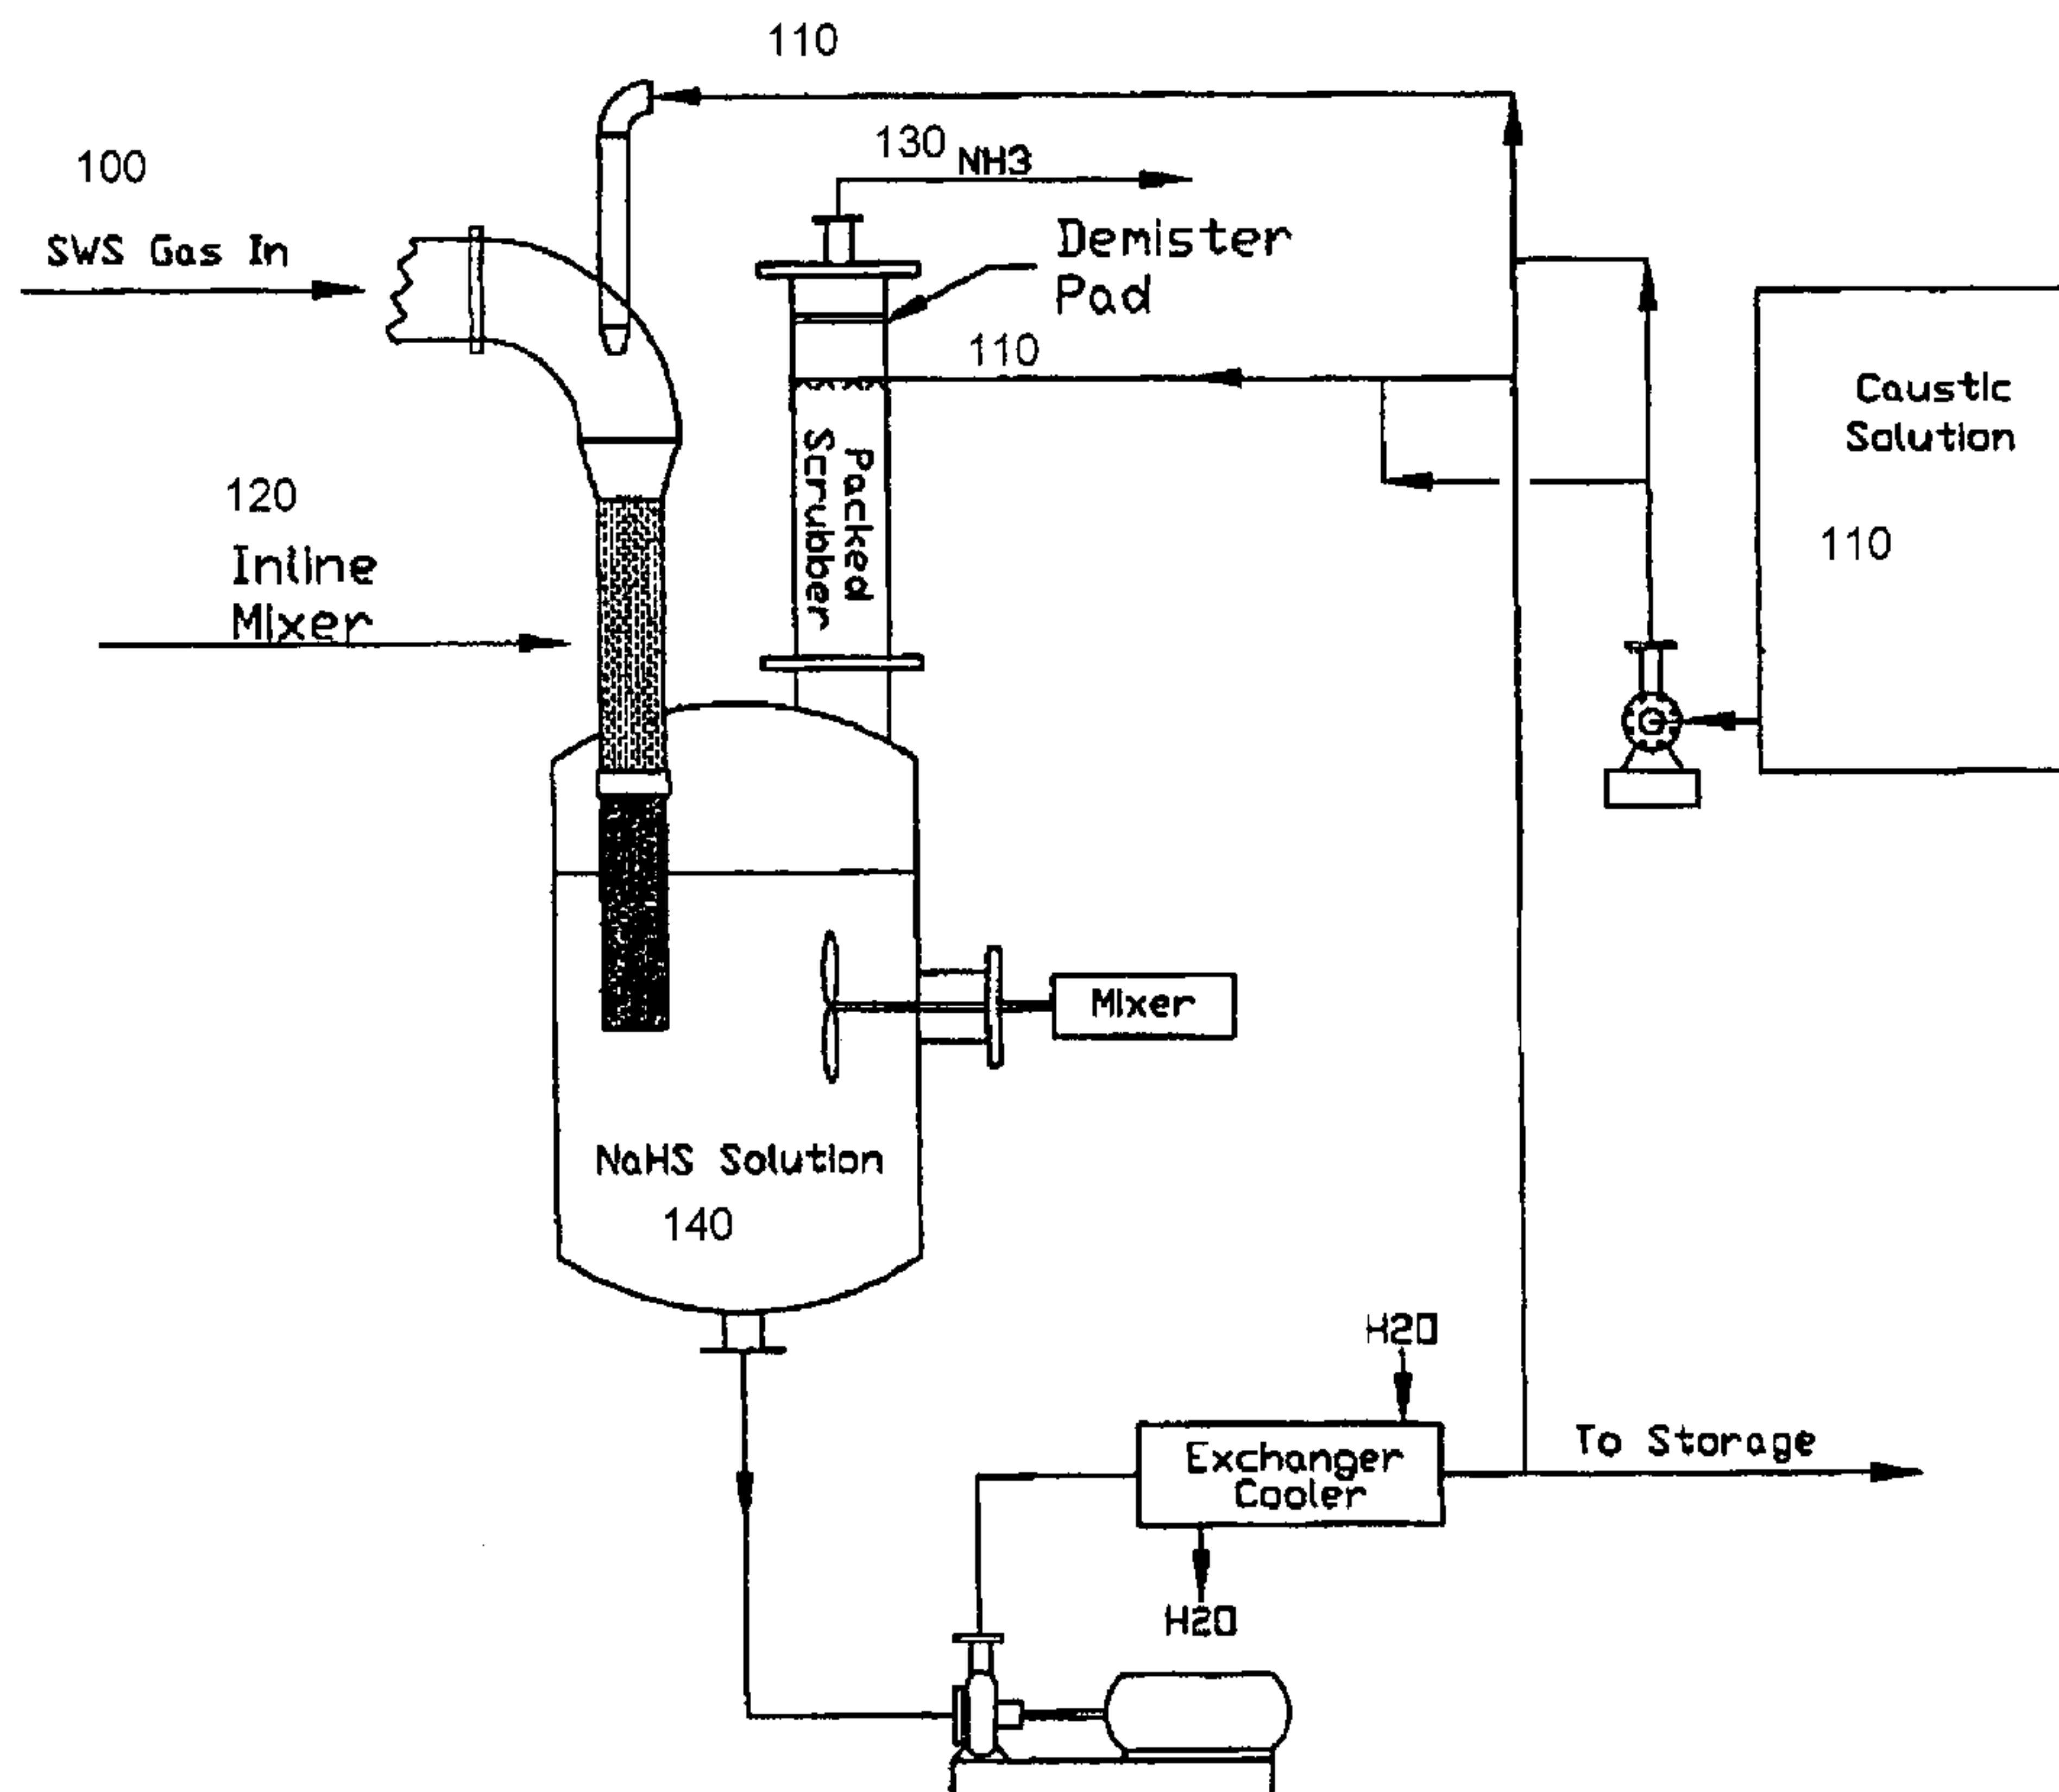 110
100
130 NH3
SWS Gas In
Demister
Pad
110
Caustic
Solution
110
Packed
Scrubber
120
Inline
Mixer
Mixer
NaHS Solution
140
H2O
Exchanger
Cooler
To Storage
H2O